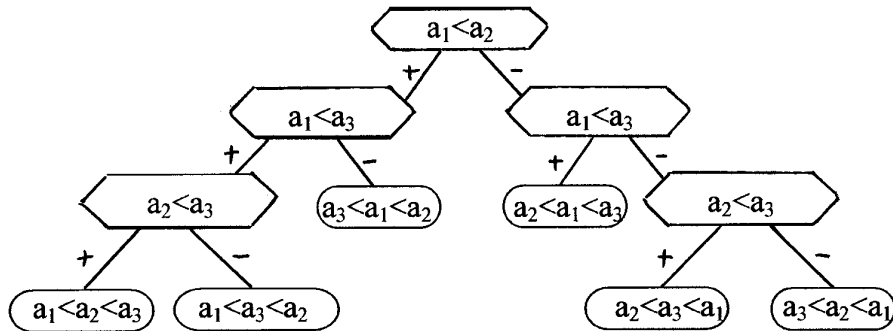 a₁<a₂
+ -
a₁<a₃ a₁<a₃
+ - + -
a₂<a₃ a₃<a₁<a₂ a₂<a₁<a₃ a₂<a₃
+ - + -
a₁<a₂<a₃ a₁<a₃<a₂ a₂<a₃<a₁ a₃<a₂<a₁